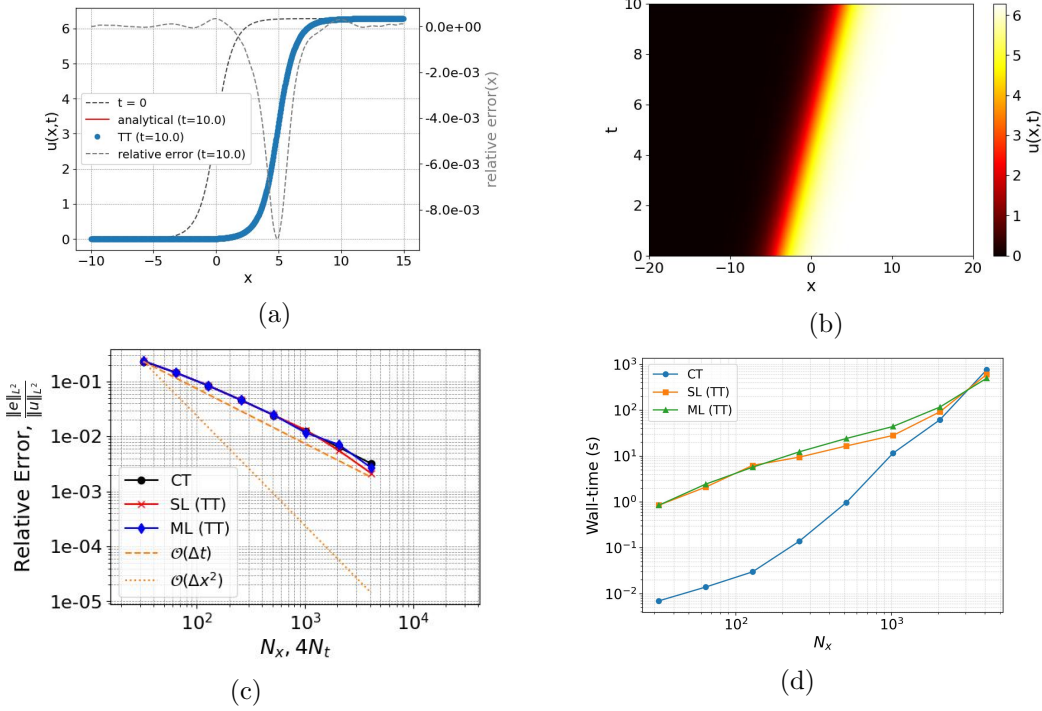 6
5
4
3
2
1
0
u(x,t)
t = 0
analytical (t=10.0)
TT (t=10.0)
relative error (t=10.0)
0.0e+00
-2.0e-03
-4.0e-03
-6.0e-03
-8.0e-03
relative error(x)
−10 −5 0 5 10 15
x
(a)
10
8
6
4
2
0
t
−20 −10 0 10 20
x
6
5
4
3
2
1
0
u(x,t)
(b)
1e-01
1e-02
1e-03
1e-04
1e-05
Relative Error, ‖e‖_{L²} / ‖u‖_{L²}
CT
SL (TT)
ML (TT)
𝒪(Δt)
𝒪(Δx²)
10² 10³ 10⁴
Nₓ, 4Nₜ
(c)
10³
10²
10¹
10⁰
10⁻¹
10⁻²
Wall-time (s)
CT
SL (TT)
ML (TT)
10² 10³
Nₓ
(d)